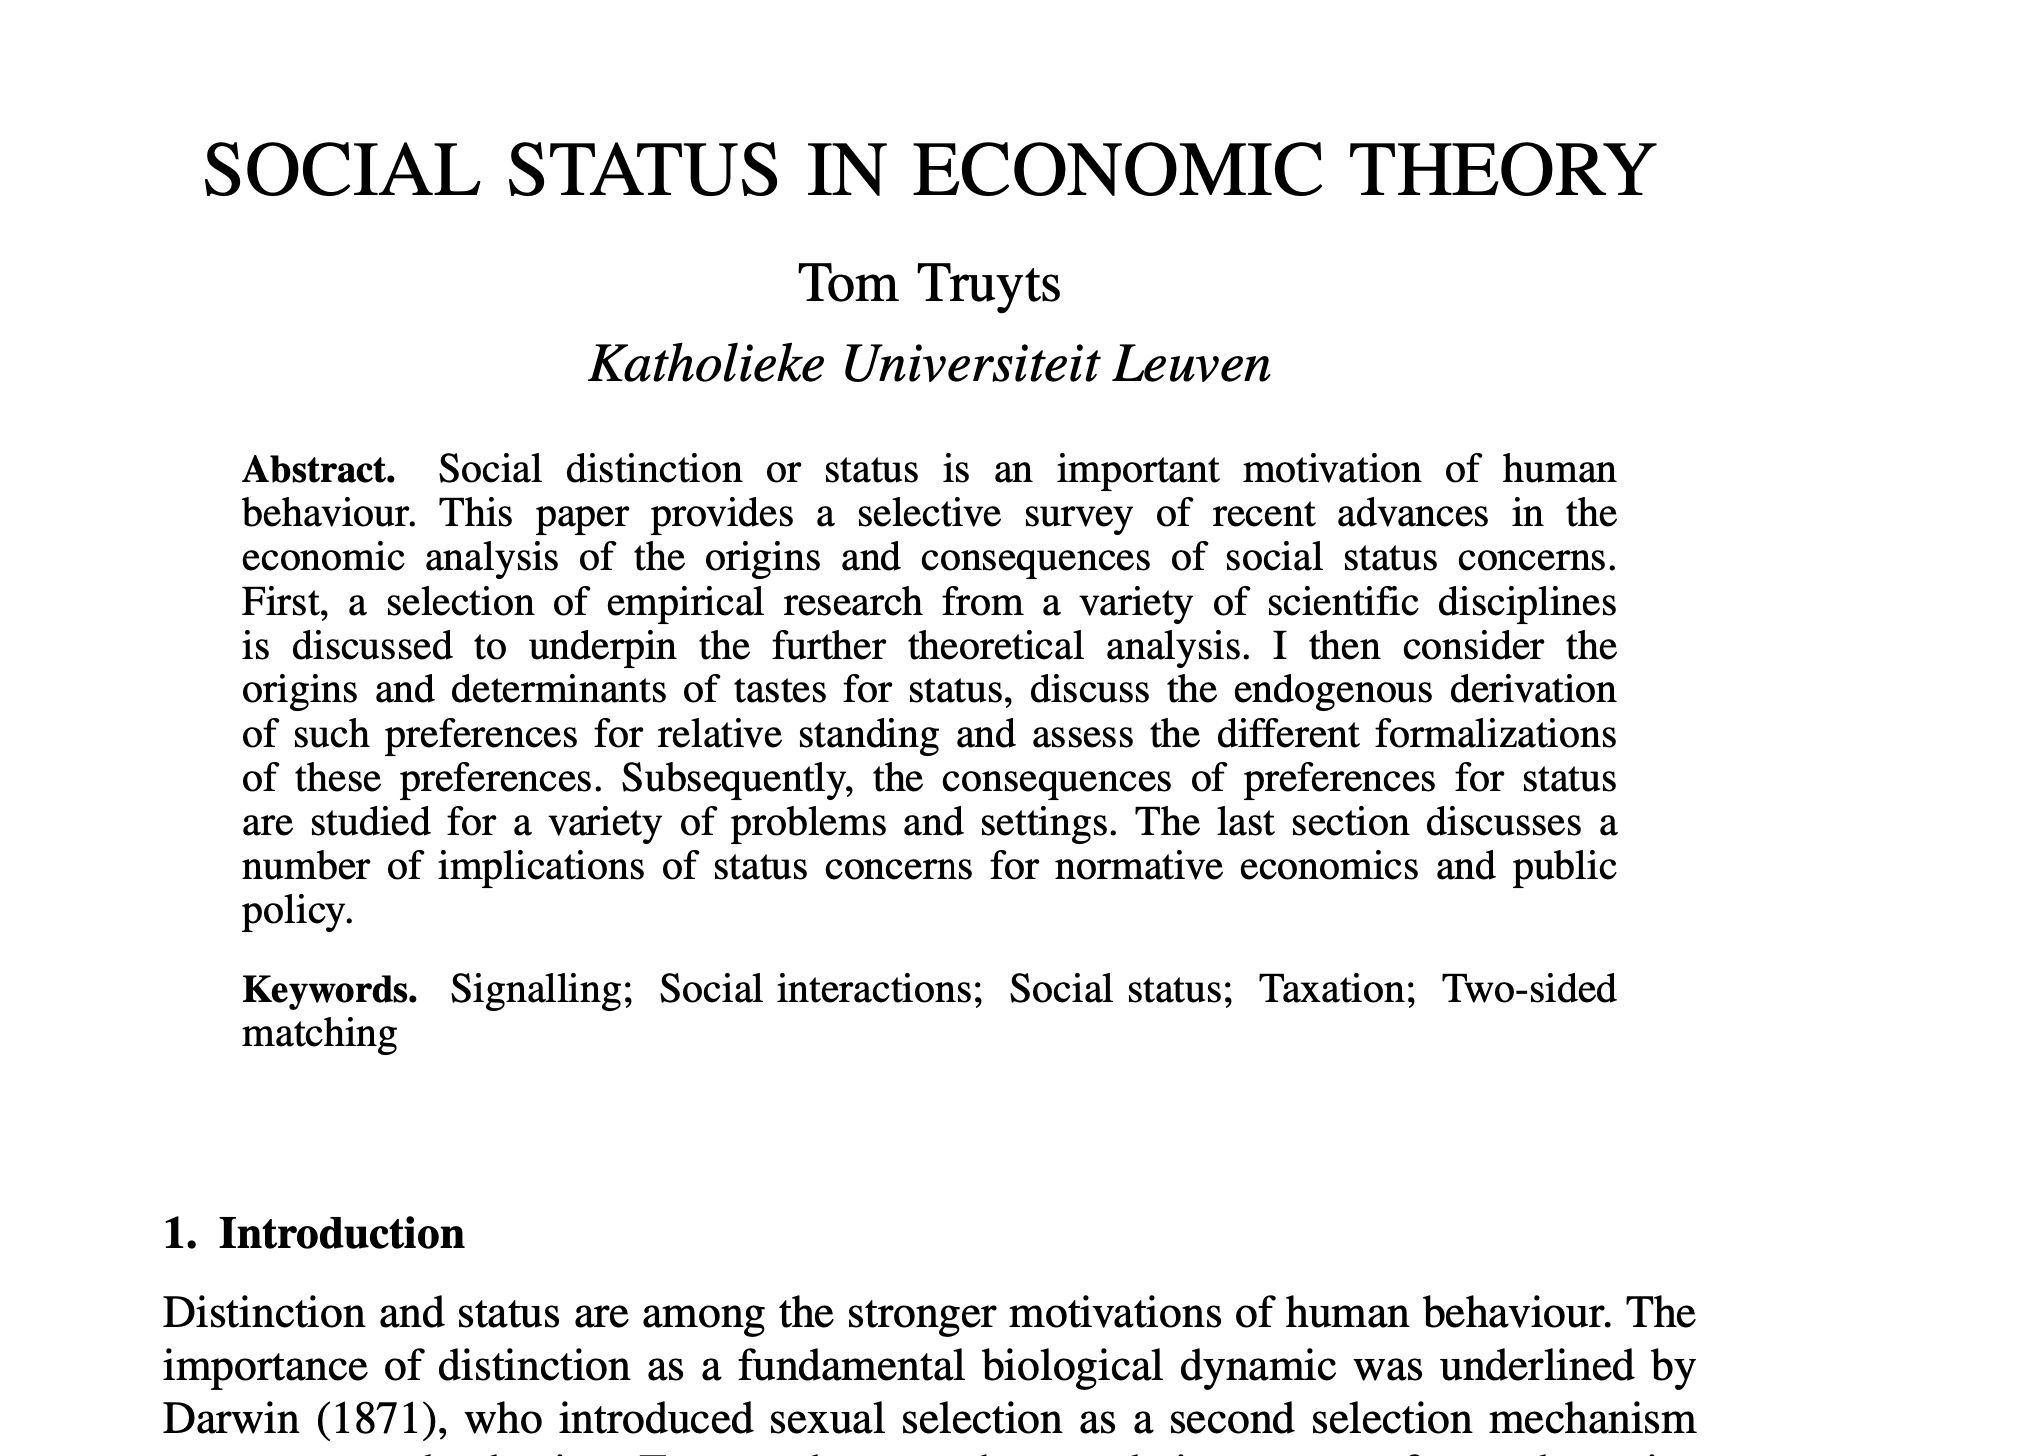 SOCIAL STATUS IN ECONOMIC THEORY
Tom Truyts
Katholieke Universiteit Leuven
Abstract. Social distinction or status is an important motivation of human
behaviour. This paper provides a selective survey of recent advances in the
economic analysis of the origins and consequences of social status concerns.
First, a selection of empirical research from a variety of scientific disciplines
is discussed to underpin the further theoretical analysis. I then consider the
origins and determinants of tastes for status, discuss the endogenous derivation
of such preferences for relative standing and assess the different formalizations
of these preferences. Subsequently, the consequences of preferences for status
are studied for a variety of problems and settings. The last section discusses a
number of implications of status concerns for normative economics and public
policy.
Keywords. Signalling; Social interactions; Social status; Taxation; Two-sided
matching
1. Introduction
Distinction and status are among the stronger motivations of human behaviour. The
importance of distinction as a fundamental biological dynamic was underlined by
Darwin (1871), who introduced sexual selection as a second selection mechanism